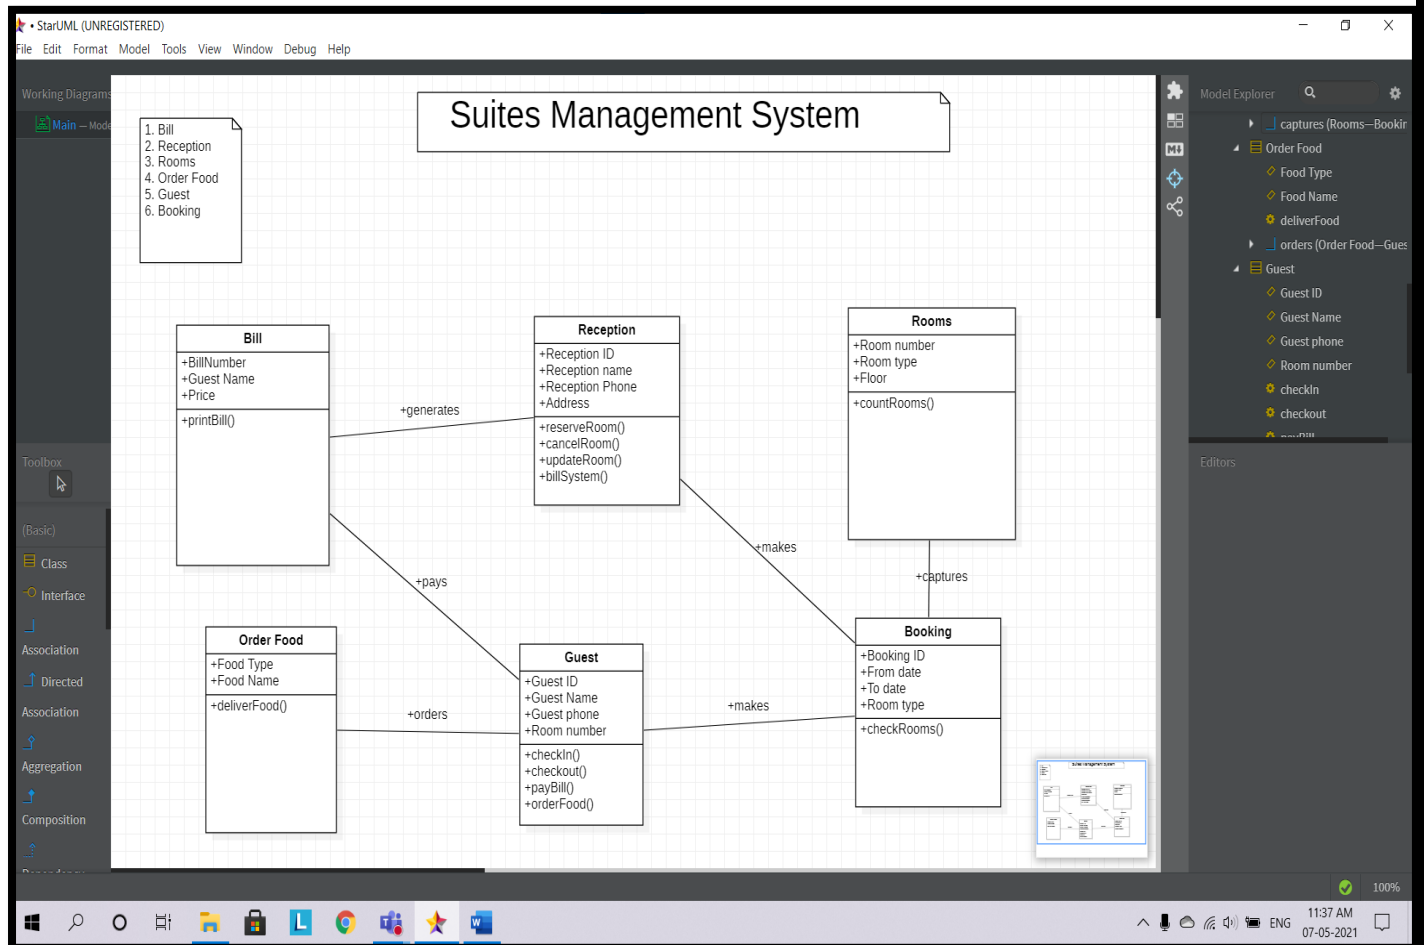 StarUML (UNREGISTERED)
File Edit Format Model Tools View Window Debug Help
Working Diagrams
Main — Mode
Suites Management System
1. Bill
2. Reception
3. Rooms
4. Order Food
5. Guest
6. Booking
Bill
+BillNumber
+Guest Name
+Price
+printBill()
+generates
Reception
+Reception ID
+Reception name
+Reception Phone
+Address
+reserveRoom()
+cancelRoom()
+updateRoom()
+billSystem()
Rooms
+Room number
+Room type
+Floor
+countRooms()
+makes
+captures
+pays
Order Food
+Food Type
+Food Name
+deliverFood()
+orders
Guest
+Guest ID
+Guest Name
+Guest phone
+Room number
+checkIn()
+checkout()
+payBill()
+orderFood()
+makes
Booking
+Booking ID
+From date
+To date
+Room type
+checkRooms()
Toolbox
(Basic)
Class
Interface
Association
Directed
Association
Aggregation
Composition
Model Explorer
captures (Rooms—Bookin
Order Food
Food Type
Food Name
deliverFood
orders (Order Food—Gues
Guest
Guest ID
Guest Name
Guest phone
Room number
checkIn
checkout
payBill
Editors
Suites Management System
100%
ENG
11:37 AM
07-05-2021